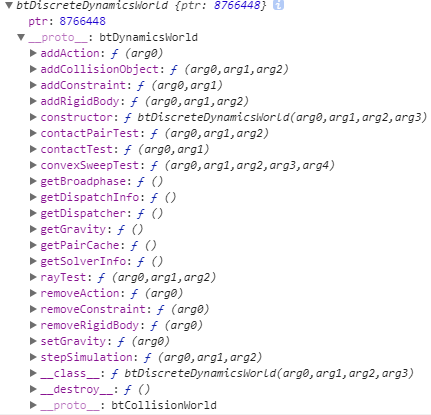 ▼ btDiscreteDynamicsWorld {ptr: 8766448} i
ptr: 8766448
▼ __proto__: btDynamicsWorld
▶ addAction: ƒ (arg0)
▶ addCollisionObject: ƒ (arg0,arg1,arg2)
▶ addConstraint: ƒ (arg0,arg1)
▶ addRigidBody: ƒ (arg0,arg1,arg2)
▶ constructor: ƒ btDiscreteDynamicsWorld(arg0,arg1,arg2,arg3)
▶ contactPairTest: ƒ (arg0,arg1,arg2)
▶ contactTest: ƒ (arg0,arg1)
▶ convexSweepTest: ƒ (arg0,arg1,arg2,arg3,arg4)
▶ getBroadphase: ƒ ()
▶ getDispatchInfo: ƒ ()
▶ getDispatcher: ƒ ()
▶ getGravity: ƒ ()
▶ getPairCache: ƒ ()
▶ getSolverInfo: ƒ ()
▶ rayTest: ƒ (arg0,arg1,arg2)
▶ removeAction: ƒ (arg0)
▶ removeConstraint: ƒ (arg0)
▶ removeRigidBody: ƒ (arg0)
▶ setGravity: ƒ (arg0)
▶ stepSimulation: ƒ (arg0,arg1,arg2)
▶ __class__: ƒ btDiscreteDynamicsWorld(arg0,arg1,arg2,arg3)
▶ __destroy__: ƒ ()
▶ __proto__: btCollisionWorld